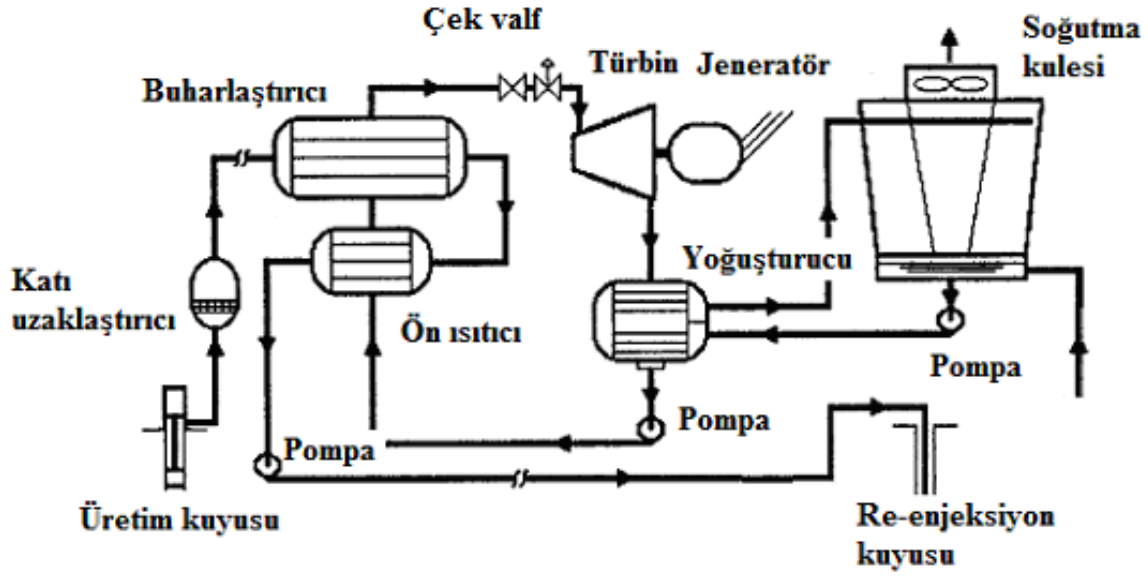 Çek valf
Soğutma
kulesi
Türbin Jeneratör
Buharlaştırıcı
Yoğuşturucu
Katı
uzaklaştırıcı
Ön ısıtıcı
Pompa
Pompa
Pompa
Üretim kuyusu
Re-enjeksiyon
kuyusu